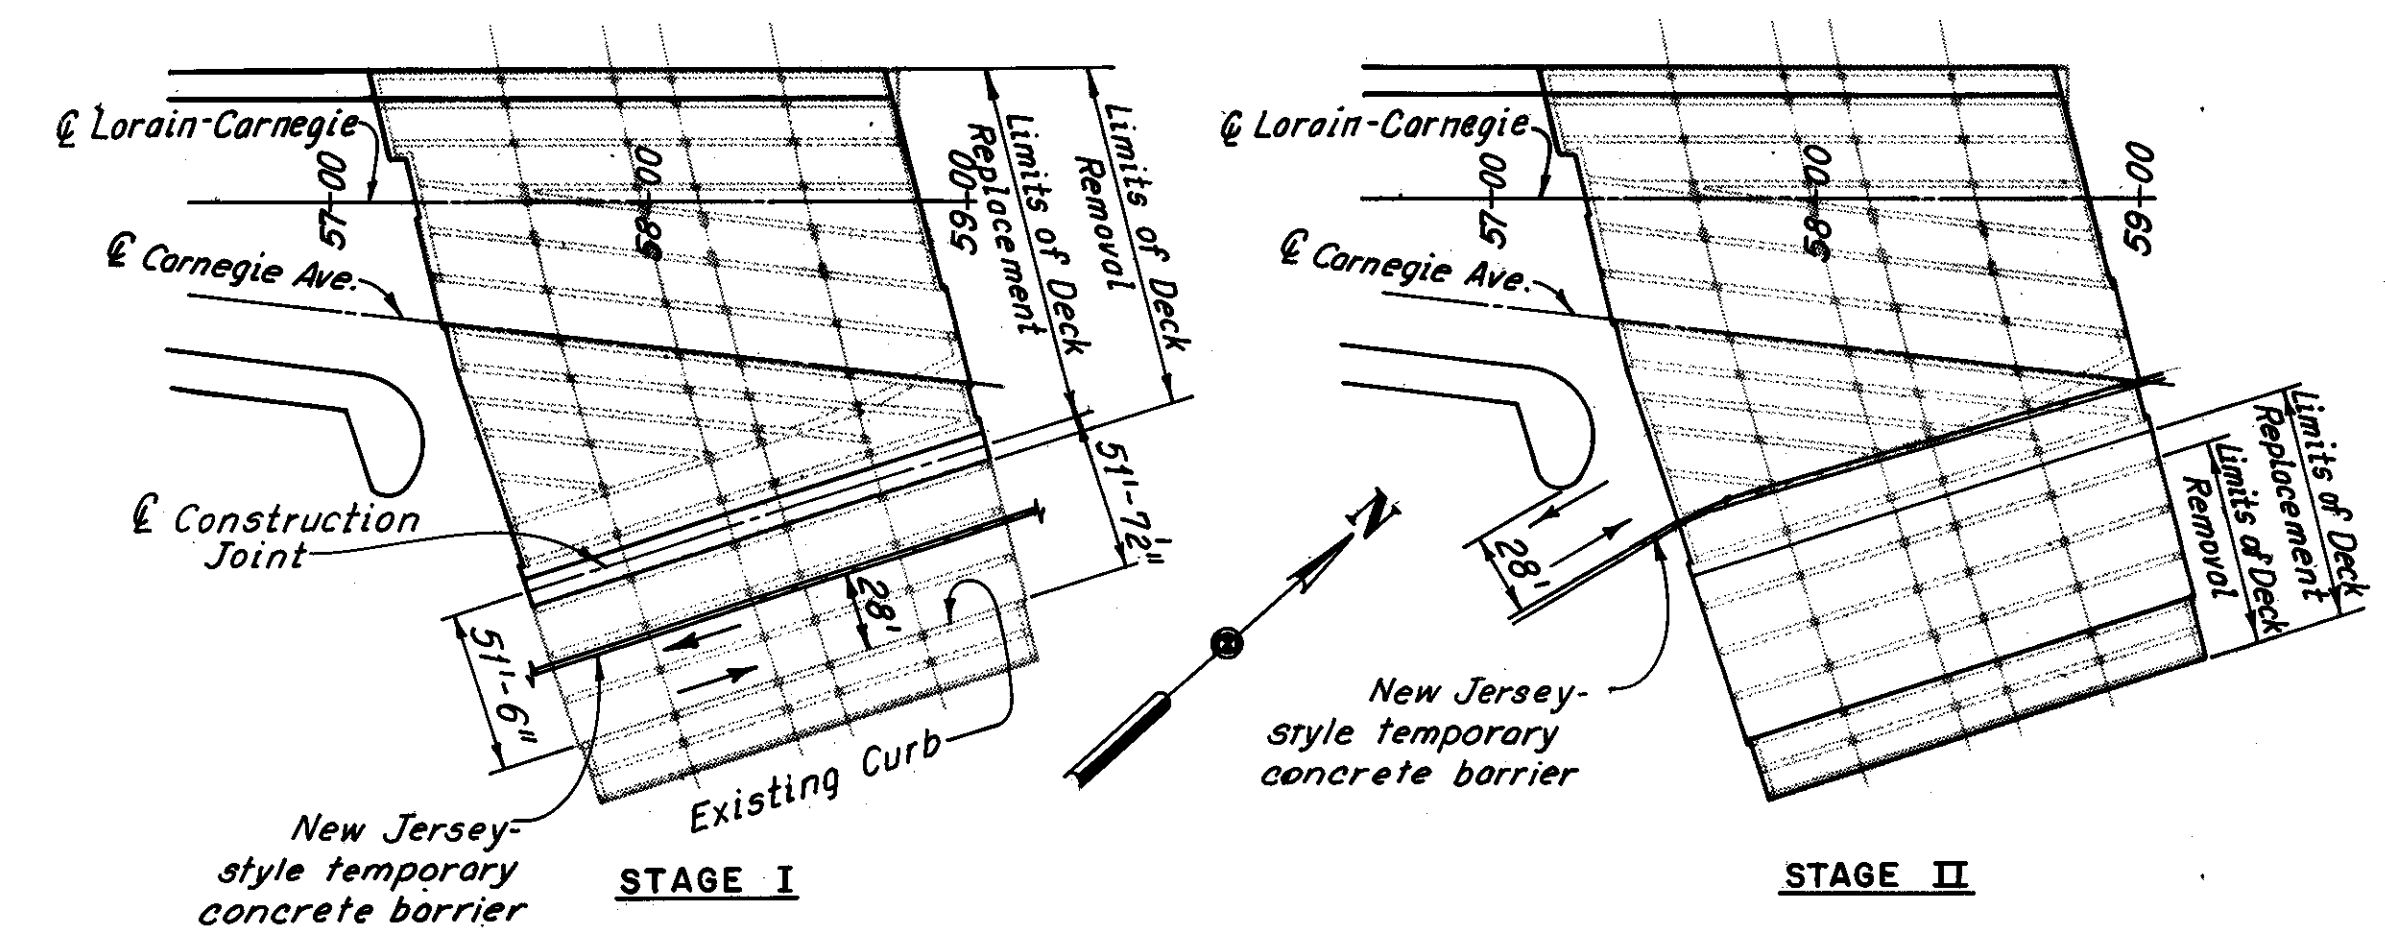 ℄ Lorain-Carnegie
57+00
58+00
59+00
Limits of Deck
Replacement
Limits of Deck
Removal
℄ Carnegie Ave.
℄ Construction
Joint
51'-6"
51'-7½"
28'
Existing Curb
New Jersey-
style temporary
concrete barrier
STAGE I
N
℄ Lorain-Carnegie
57+00
58+00
59+00
℄ Carnegie Ave.
28'
Limits of Deck
Replacement
Limits of Deck
Removal
New Jersey-
style temporary
concrete barrier
STAGE II